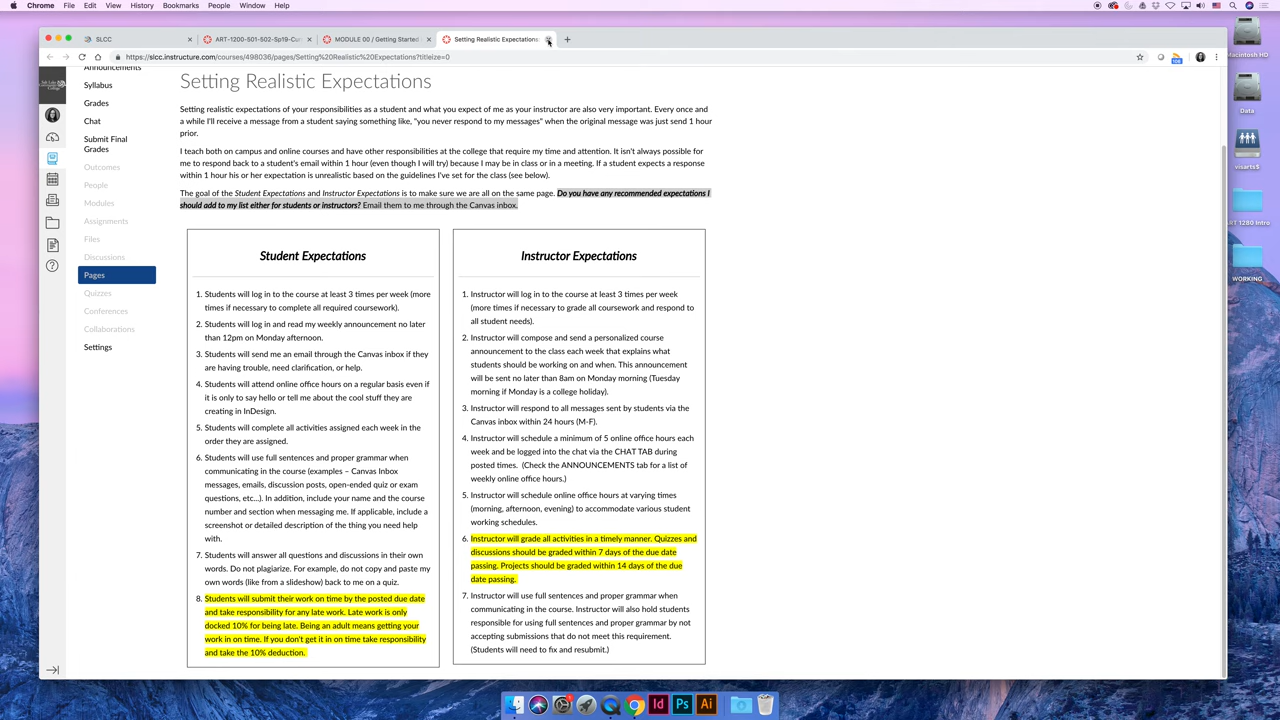 Chrome File Edit View History Bookmarks People Window Help
SLCC
ART-1200-501-502-Sp19-Cur
MODULE 00 / Getting Started
Setting Realistic Expectations:
https://slcc.instructure.com/courses/498036/pages/Setting%20Realistic%20Expectations?titleize=0
Announcements
Syllabus
Grades
Chat
Submit Final
Grades
Outcomes
People
Modules
Assignments
Files
Discussions
Pages
Quizzes
Conferences
Collaborations
Settings
Setting Realistic Expectations
Setting realistic expectations of your responsibilities as a student and what you expect of me as your instructor are also very important. Every once and
a while I'll receive a message from a student saying something like, "you never respond to my messages" when the original message was just send 1 hour
prior.
I teach both on campus and online courses and have other responsibilities at the college that require my time and attention. It isn't always possible for
me to respond back to a student's email within 1 hour (even though I will try) because I may be in class or in a meeting. If a student expects a response
within 1 hour his or her expectation is unrealistic based on the guidelines I've set for the class (see below).
The goal of the Student Expectations and Instructor Expectations is to make sure we are all on the same page. Do you have any recommended expectations I
should add to my list either for students or instructors? Email them to me through the Canvas inbox.
Student Expectations
1. Students will log in to the course at least 3 times per week (more
times if necessary to complete all required coursework).
2. Students will log in and read my weekly announcement no later
than 12pm on Monday afternoon.
3. Students will send me an email through the Canvas inbox if they
are having trouble, need clarification, or help.
4. Students will attend online office hours on a regular basis even if
it is only to say hello or tell me about the cool stuff they are
creating in InDesign.
5. Students will complete all activities assigned each week in the
order they are assigned.
6. Students will use full sentences and proper grammar when
communicating in the course (examples – Canvas Inbox
messages, emails, discussion posts, open-ended quiz or exam
questions, etc...). In addition, include your name and the course
number and section when messaging me. If applicable, include a
screenshot or detailed description of the thing you need help
with.
7. Students will answer all questions and discussions in their own
words. Do not plagiarize. For example, do not copy and paste my
own words (like from a slideshow) back to me on a quiz.
8. Students will submit their work on time by the posted due date
and take responsibility for any late work. Late work is only
docked 10% for being late. Being an adult means getting your
work in on time. If you don't get it in on time take responsibility
and take the 10% deduction.
Instructor Expectations
1. Instructor will log in to the course at least 3 times per week
(more times if necessary to grade all coursework and respond to
all student needs).
2. Instructor will compose and send a personalized course
announcement to the class each week that explains what
students should be working on and when. This announcement
will be sent no later than 8am on Monday morning (Tuesday
morning if Monday is a college holiday).
3. Instructor will respond to all messages sent by students via the
Canvas inbox within 24 hours (M-F).
4. Instructor will schedule a minimum of 5 online office hours each
week and be logged into the chat via the CHAT TAB during
posted times. (Check the ANNOUNCEMENTS tab for a list of
weekly online office hours.)
5. Instructor will schedule online office hours at varying times
(morning, afternoon, evening) to accommodate various student
working schedules.
6. Instructor will grade all activities in a timely manner. Quizzes and
discussions should be graded within 7 days of the due date
passing. Projects should be graded within 14 days of the due
date passing.
7. Instructor will use full sentences and proper grammar when
communicating in the course. Instructor will also hold students
responsible for using full sentences and proper grammar by not
accepting submissions that do not meet this requirement.
(Students will need to fix and resubmit.)
Macintosh HD
Data
visarts5
ART 1280 Intro
WORKING
Id Ps Ai